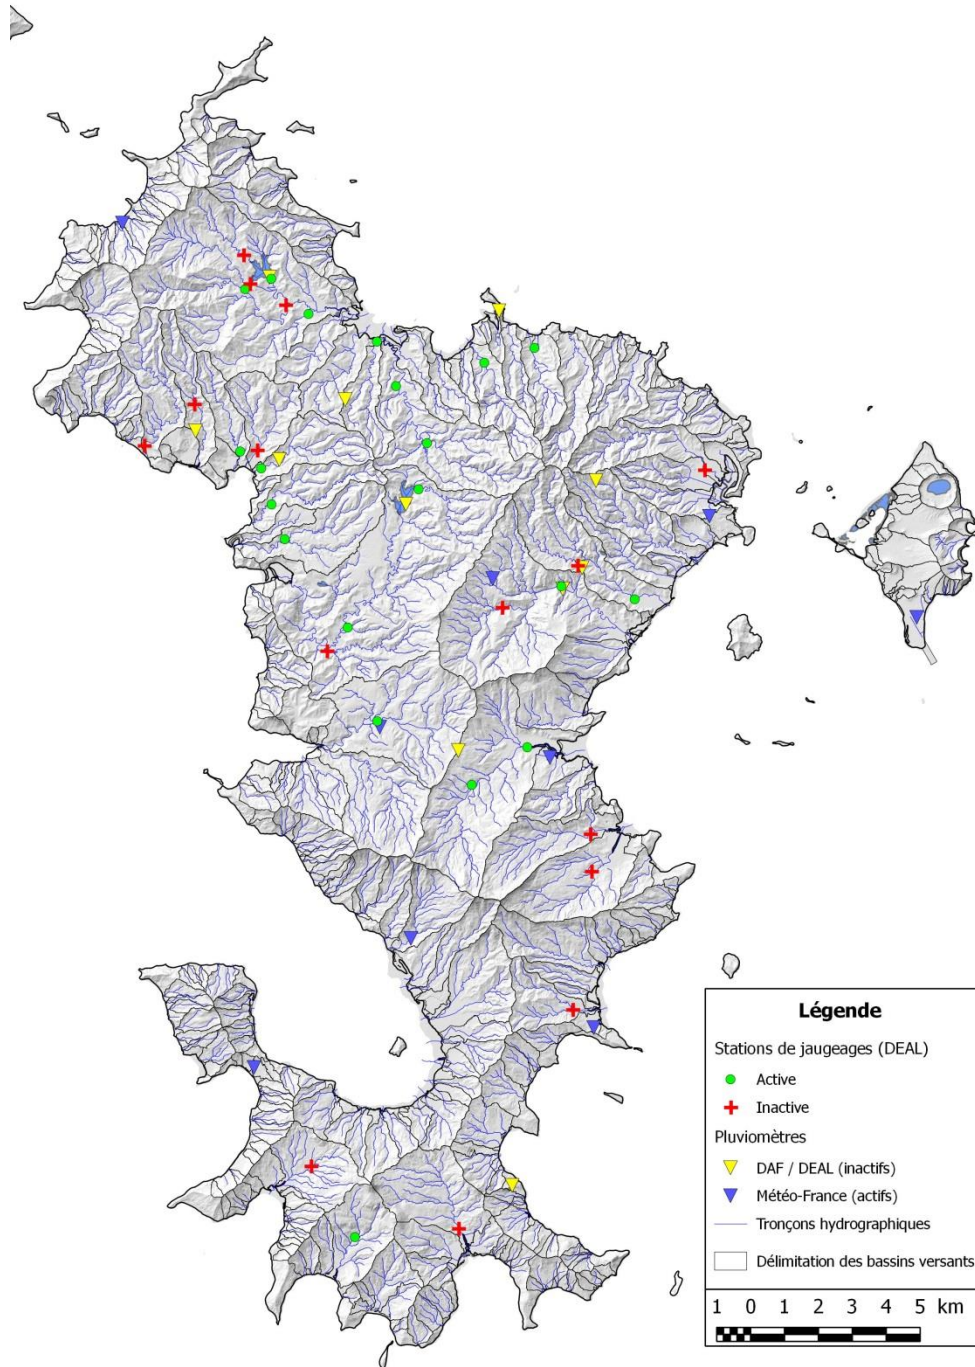 Légende
Stations de jaugeages (DEAL)
Active
Inactive
Pluviomètres
DAF / DEAL (inactifs)
Météo-France (actifs)
Tronçons hydrographiques
Délimitation des bassins versants
1 0 1 2 3 4 5 km